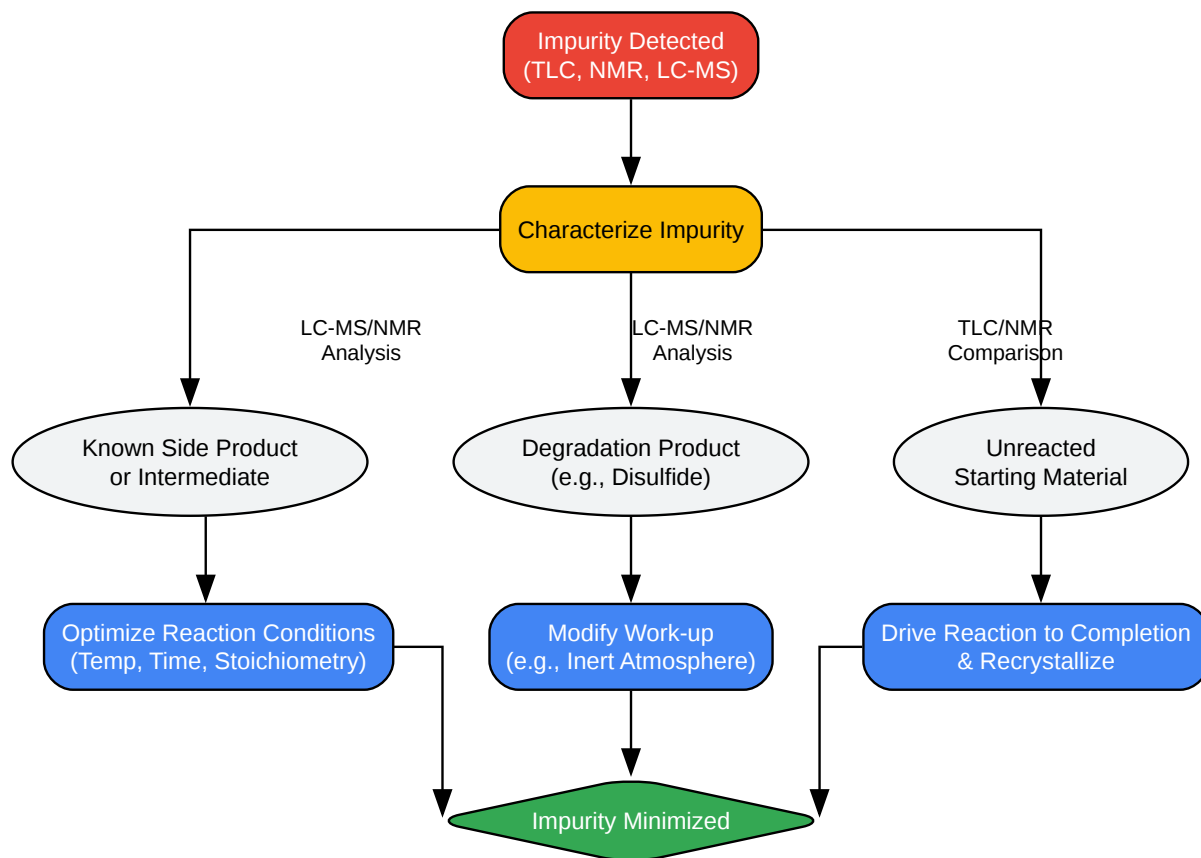 Impurity Detected
(TLC, NMR, LC-MS)
Characterize Impurity
LC-MS/NMR
Analysis
LC-MS/NMR
Analysis
TLC/NMR
Comparison
Known Side Product
or Intermediate
Degradation Product
(e.g., Disulfide)
Unreacted
Starting Material
Optimize Reaction Conditions
(Temp, Time, Stoichiometry)
Modify Work-up
(e.g., Inert Atmosphere)
Drive Reaction to Completion
& Recrystallize
Impurity Minimized